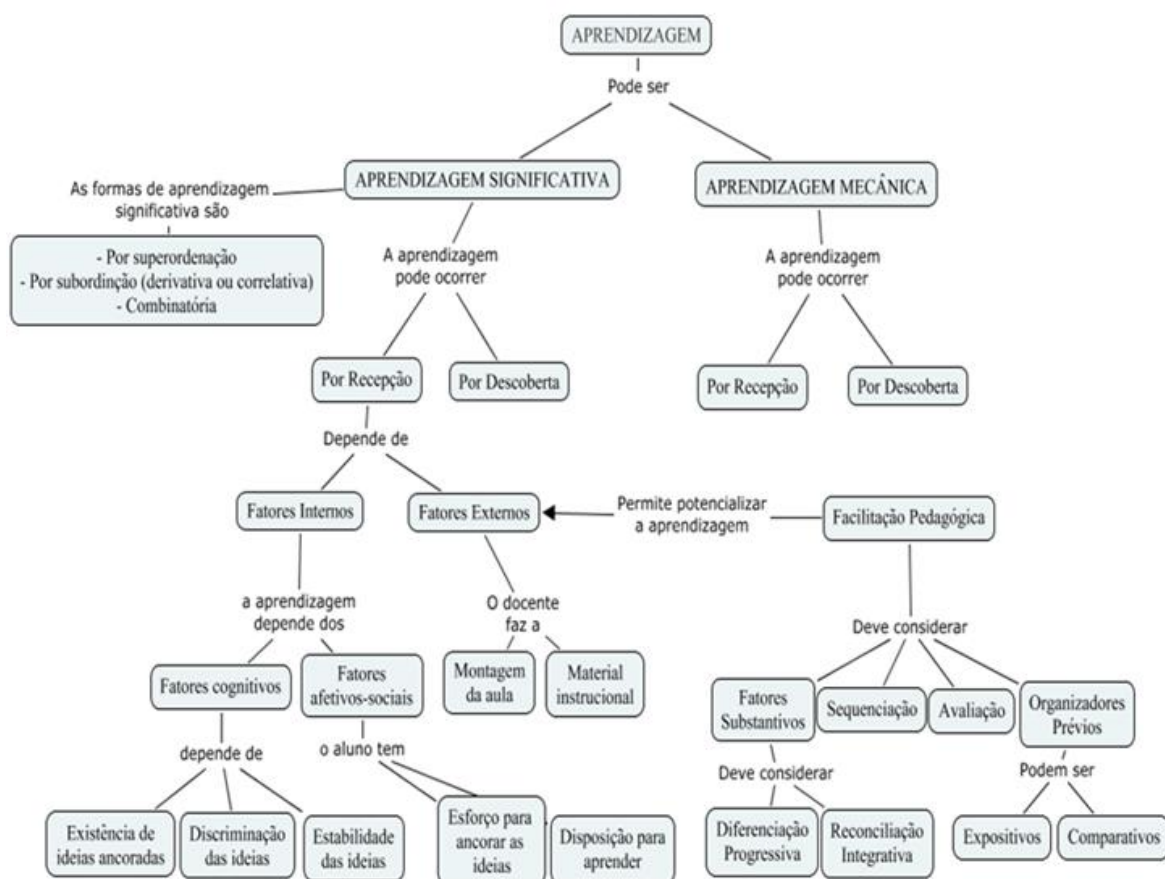 APRENDIZAGEM
Pode ser
APRENDIZAGEM SIGNIFICATIVA
APRENDIZAGEM MECÂNICA
As formas de aprendizagem
significativa são
- Por superordenação
- Por subordinção (derivativa ou correlativa)
- Combinatória
A aprendizagem
pode ocorrer
A aprendizagem
pode ocorrer
Por Recepção
Por Descoberta
Por Recepção
Por Descoberta
Depende de
Fatores Internos
Fatores Externos
Permite potencializar
a aprendizagem
Facilitação Pedagógica
a aprendizagem
depende dos
O docente
faz a
Deve considerar
Fatores cognitivos
Fatores
afetivos-sociais
Montagem
da aula
Material
instrucional
Fatores
Substantivos
Sequenciação
Avaliação
Organizadores
Prévios
depende de
o aluno tem
Deve considerar
Podem ser
Existência de
ideias ancoradas
Discriminação
das ideias
Estabilidade
das ideias
Esforço para
ancorar as
ideias
Disposição para
aprender
Diferenciação
Progressiva
Reconciliação
Integrativa
Expositivos
Comparativos